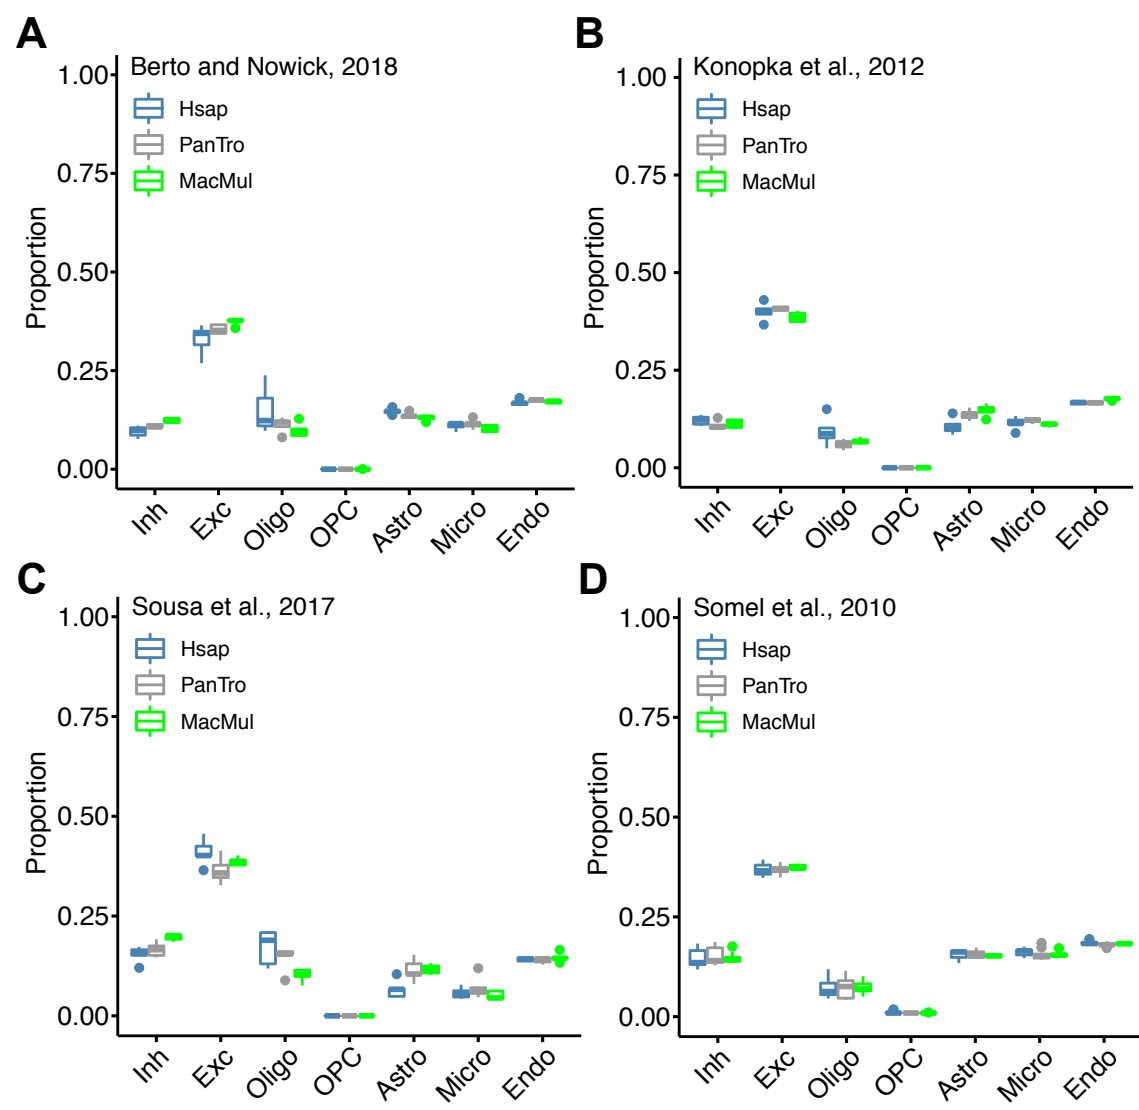 A
Berto and Nowick, 2018
Hsap
PanTro
MacMul
Proportion
1.00
0.75
0.50
0.25
0.00
Inh
Exc
Oligo
OPC
Astro
Micro
Endo
B
Konopka et al., 2012
Hsap
PanTro
MacMul
Proportion
1.00
0.75
0.50
0.25
0.00
Inh
Exc
Oligo
OPC
Astro
Micro
Endo
C
Sousa et al., 2017
Hsap
PanTro
MacMul
Proportion
1.00
0.75
0.50
0.25
0.00
Inh
Exc
Oligo
OPC
Astro
Micro
Endo
D
Somel et al., 2010
Hsap
PanTro
MacMul
Proportion
1.00
0.75
0.50
0.25
0.00
Inh
Exc
Oligo
OPC
Astro
Micro
Endo